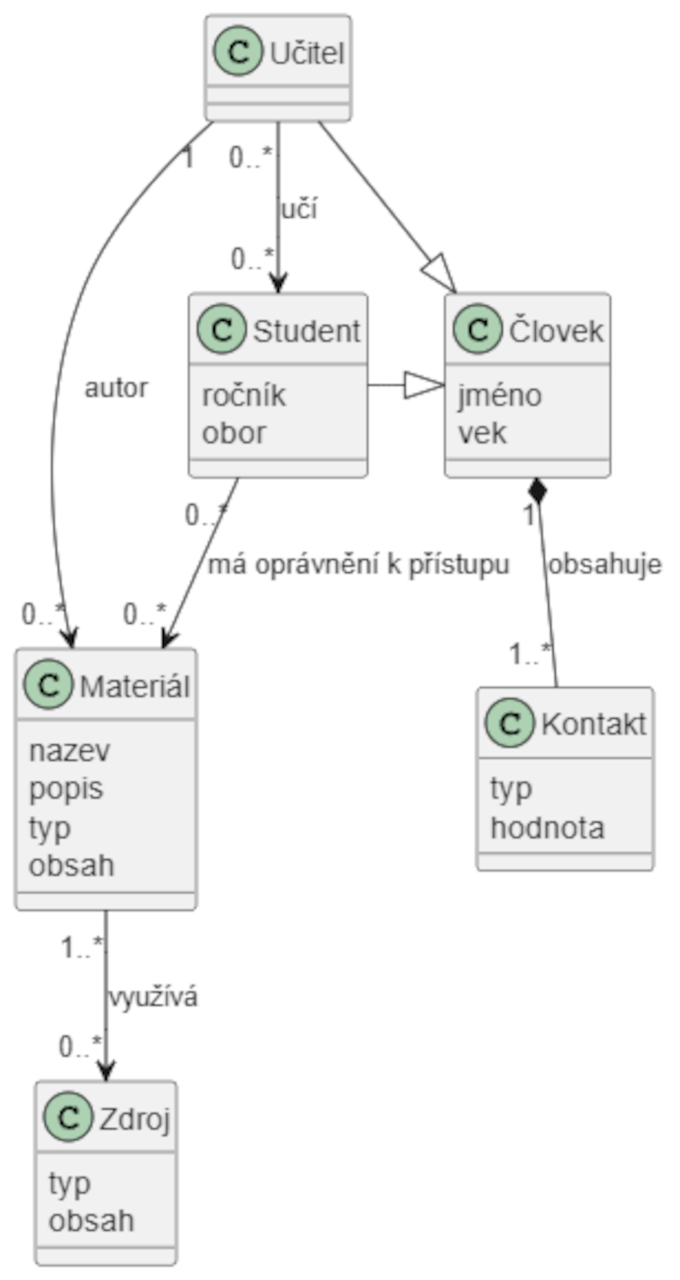 C Učitel
1
0..*
učí
0..*
C Student
ročník
obor
C Človek
jméno
vek
autor
0..*
má oprávnění k přístupu
1
obsahuje
0..*
0..*
1..*
C Materiál
nazev
popis
typ
obsah
C Kontakt
typ
hodnota
1..*
využívá
0..*
C Zdroj
typ
obsah